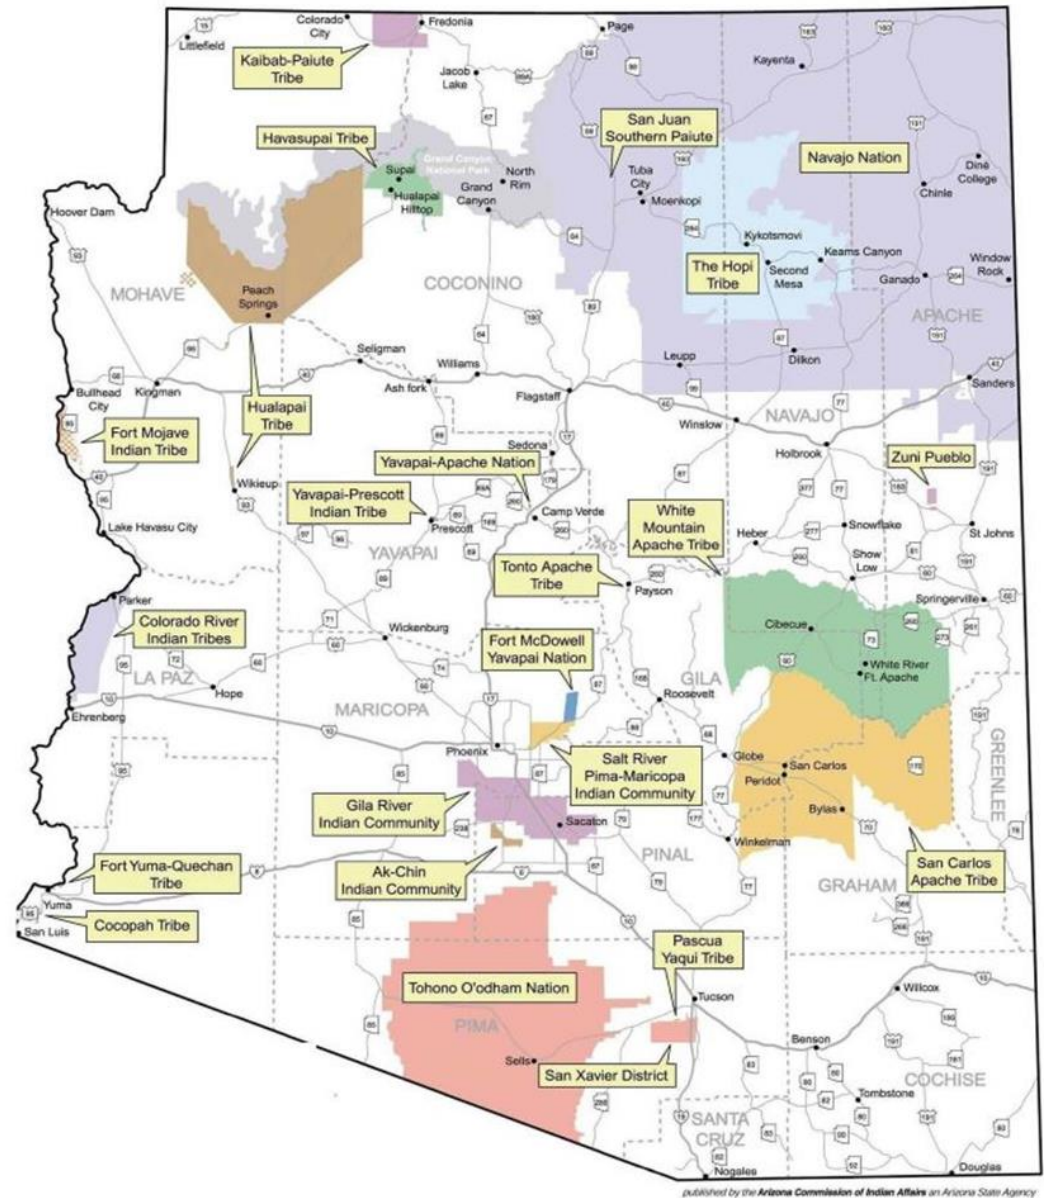 Colorado
City
Fredonia
Page
Littlefield
Kaibab-Paiute
Tribe
Jacob
Lake
Kayenta
San Juan
Southern Paiute
Havasupai Tribe
Grand Canyon
National Park
Navajo Nation
Supai
North
Rim
Tuba
City
Diné
College
Hualapai
Hilltop
Grand
Canyon
Moenkopi
Chinle
Hoover Dam
Kykotsmovi
Keams Canyon
The Hopi
Tribe
Second
Mesa
Window
Rock
Ganado
MOHAVE
Peach
Springs
COCONINO
APACHE
Seligman
Williams
Leupp
Dilkon
Kingman
Ash fork
Flagstaff
Sanders
Bullhead
City
Hualapai
Tribe
Winslow
NAVAJO
Fort Mojave
Indian Tribe
Sedona
Holbrook
Yavapai-Apache Nation
Zuni Pueblo
Wikieup
Yavapai-Prescott
Indian Tribe
Camp Verde
White
Mountain
Apache Tribe
Lake Havasu City
Prescott
Heber
Snowflake
St Johns
YAVAPAI
Show
Low
Tonto Apache
Tribe
Payson
Springerville
Parker
Colorado River
Indian Tribes
Wickenburg
Cibecue
Fort McDowell
Yavapai Nation
White River
Ft. Apache
LA PAZ
Hope
GILA
Roosevelt
Ehrenberg
MARICOPA
GREENLEE
Phoenix
Salt River
Pima-Maricopa
Indian Community
Globe
San Carlos
Peridot
Gila River
Indian Community
Sacaton
Bylas
Winkelman
PINAL
Fort Yuma-Quechan
Tribe
Ak-Chin
Indian Community
San Carlos
Apache Tribe
GRAHAM
Yuma
Cocopah Tribe
San Luis
Pascua
Yaqui Tribe
Tohono O'odham Nation
Tucson
Willcox
PIMA
Benson
Sells
San Xavier District
COCHISE
Tombstone
SANTA
CRUZ
Nogales
Douglas
published by the Arizona Commission of Indian Affairs an Arizona State Agency